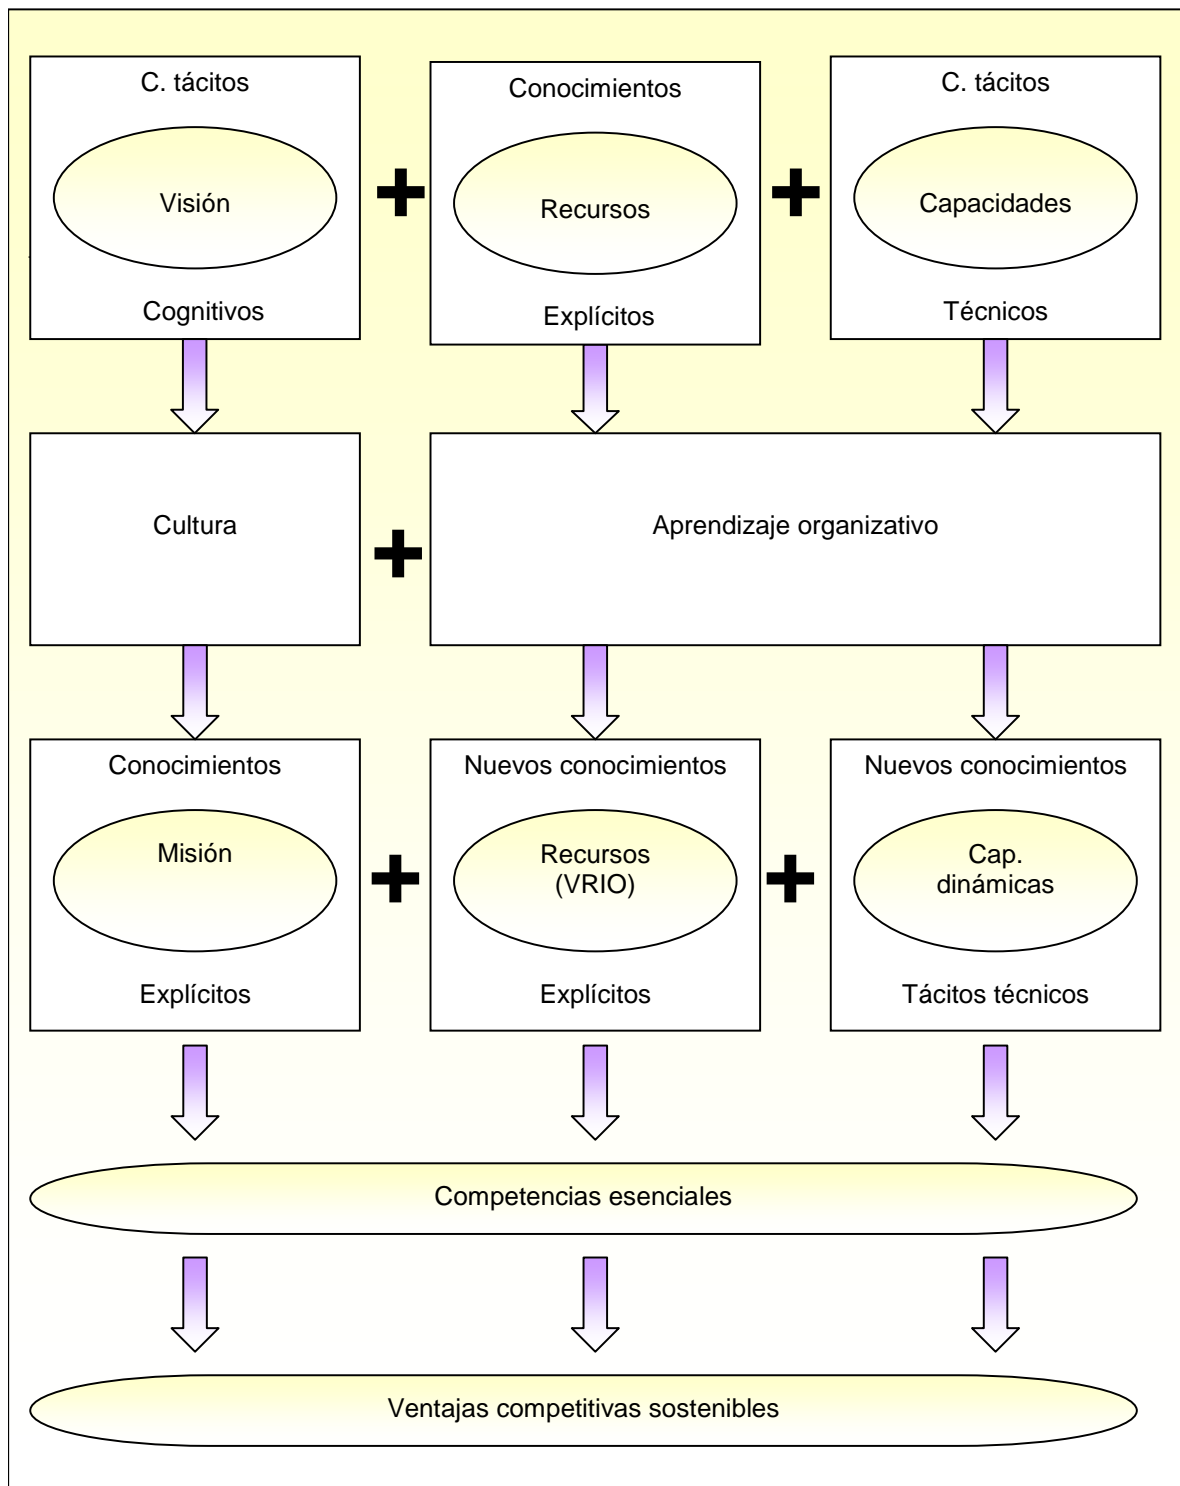 C. tácitos
Visión
Cognitivos
Conocimientos
Recursos
Explícitos
C. tácitos
Capacidades
Técnicos
Cultura
Aprendizaje organizativo
Conocimientos
Misión
Explícitos
Nuevos conocimientos
Recursos
(VRIO)
Explícitos
Nuevos conocimientos
Cap.
dinámicas
Tácitos técnicos
Competencias esenciales
Ventajas competitivas sostenibles